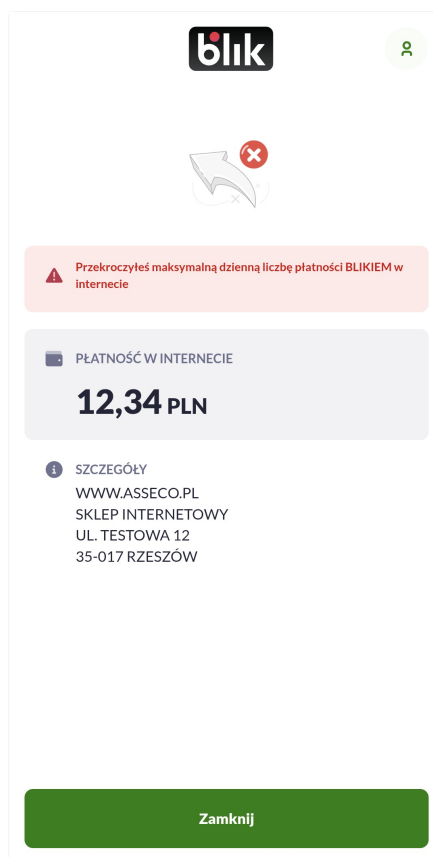 blik
Przekroczyłeś maksymalną dzienną liczbę płatności BLIKIEM w
internecie
PŁATNOŚĆ W INTERNECIE
12,34 PLN
SZCZEGÓŁY
WWW.ASSECO.PL
SKLEP INTERNETOWY
UL. TESTOWA 12
35-017 RZESZÓW
Zamknij